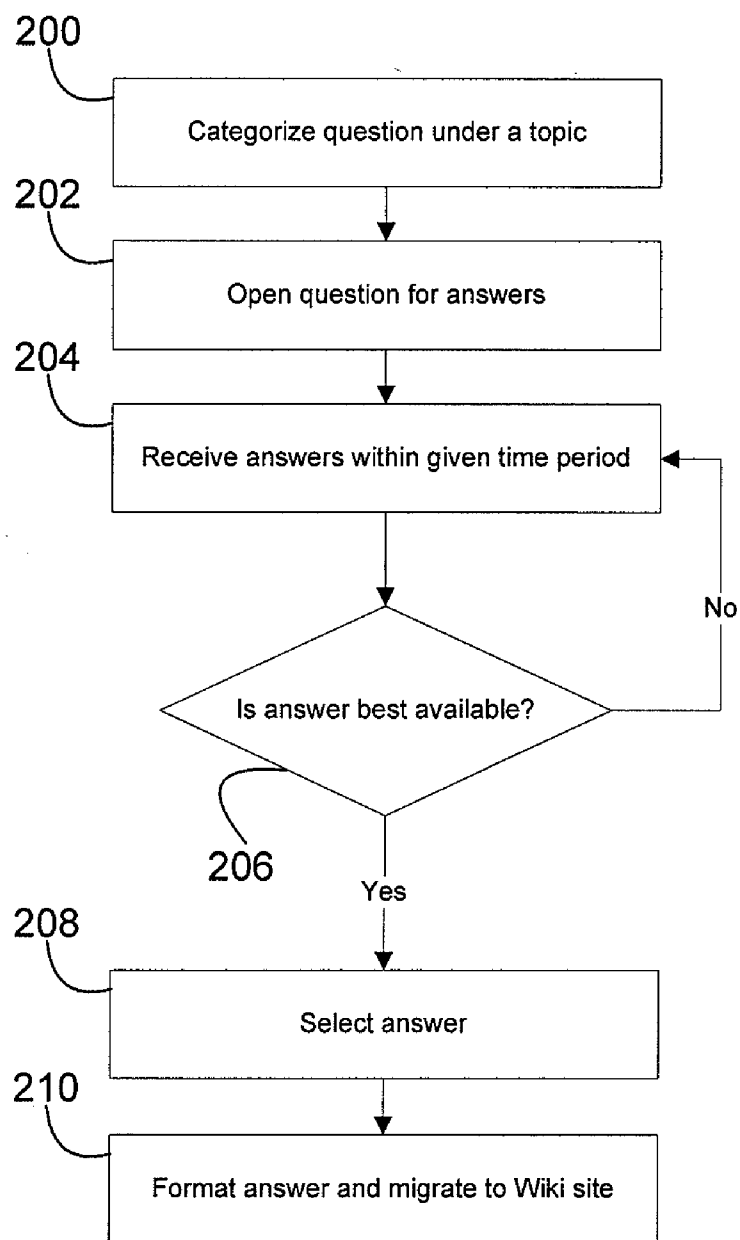 200
Categorize question under a topic
202
Open question for answers
204
Receive answers within given time period
No
Is answer best available?
206
Yes
208
Select answer
210
Format answer and migrate to Wiki site